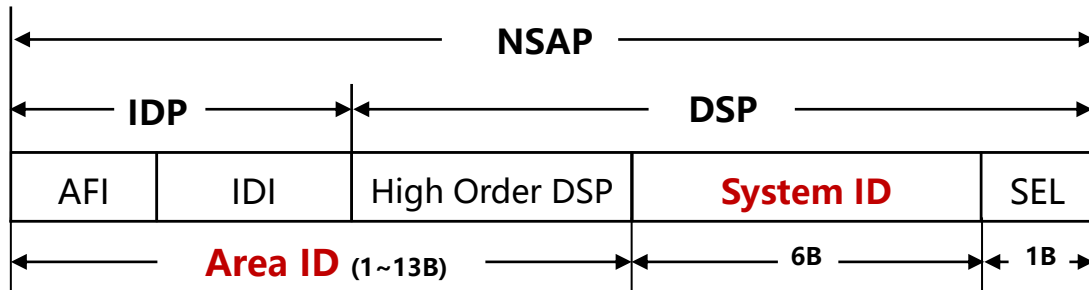 NSAP
IDP DSP
AFI IDI High Order DSP System ID SEL
Area ID (1~13B) 6B 1B